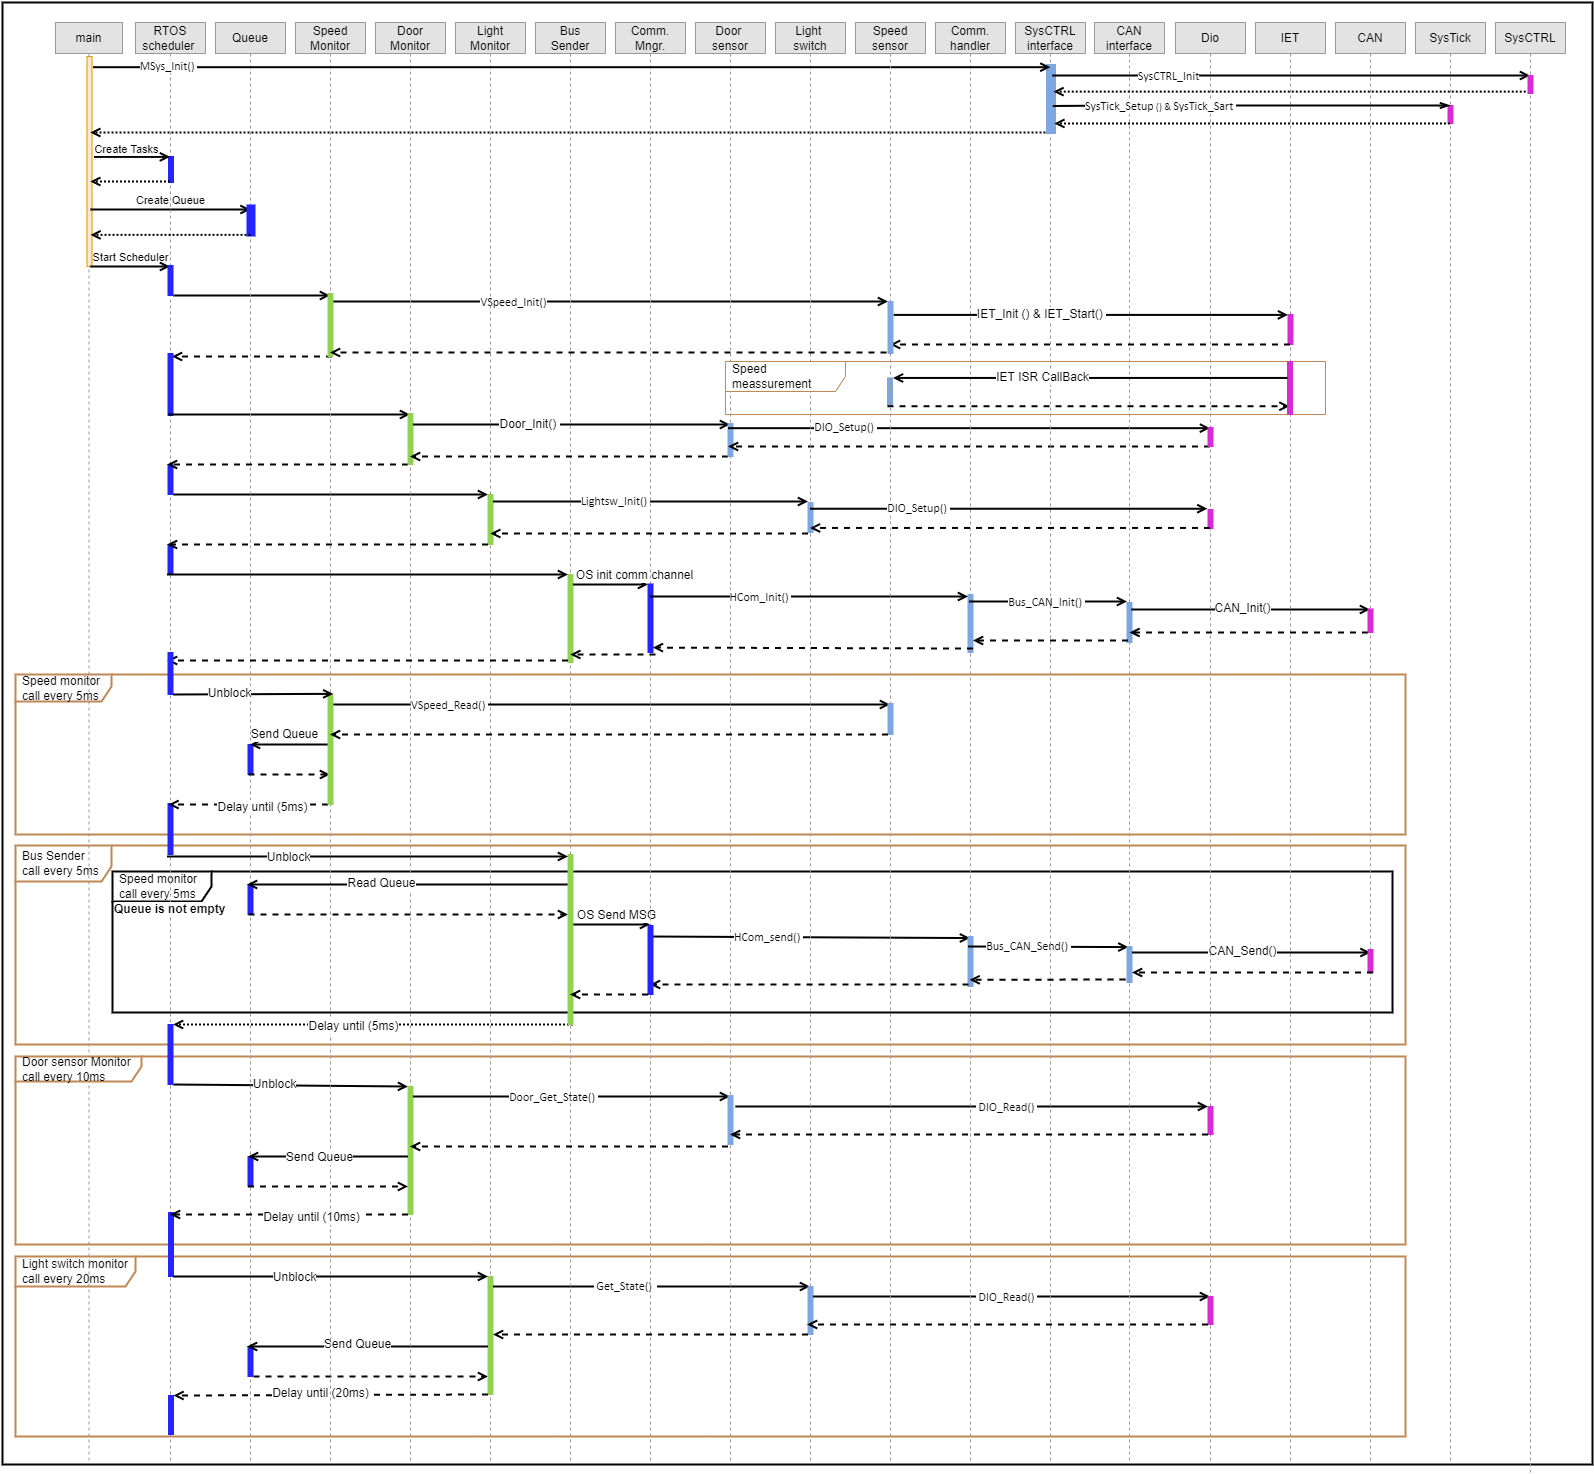 main
RTOS
scheduler
Queue
Speed
Monitor
Door
Monitor
Light
Monitor
Bus
Sender
Comm.
Mngr.
Door
sensor
Light
switch
Speed
sensor
Comm.
handler
SysCTRL
interface
CAN
interface
Dio
IET
CAN
SysTick
SysCTRL
MSys_Init()
SysCTRL_Init
SysTick_Setup () & SysTick_Sart
Create Tasks
Create Queue
Start Scheduler
VSpeed_Init()
IET_Init () & IET_Start()
Speed
meassurement
IET ISR CallBack
Door_Init()
DIO_Setup()
Lightsw_Init()
DIO_Setup()
OS init comm channel
HCom_Init()
Bus_CAN_Init()
CAN_Init()
Speed monitor
call every 5ms
Unblock
VSpeed_Read()
Send Queue
Delay until (5ms)
Bus Sender
call every 5ms
Unblock
Speed monitor
call every 5ms
Queue is not empty
Read Queue
OS Send MSG
HCom_send()
Bus_CAN_Send()
CAN_Send()
Delay until (5ms)
Door sensor Monitor
call every 10ms
Unblock
Door_Get_State()
DIO_Read()
Send Queue
Delay until (10ms)
Light switch monitor
call every 20ms
Unblock
Get_State()
DIO_Read()
Send Queue
Delay until (20ms)